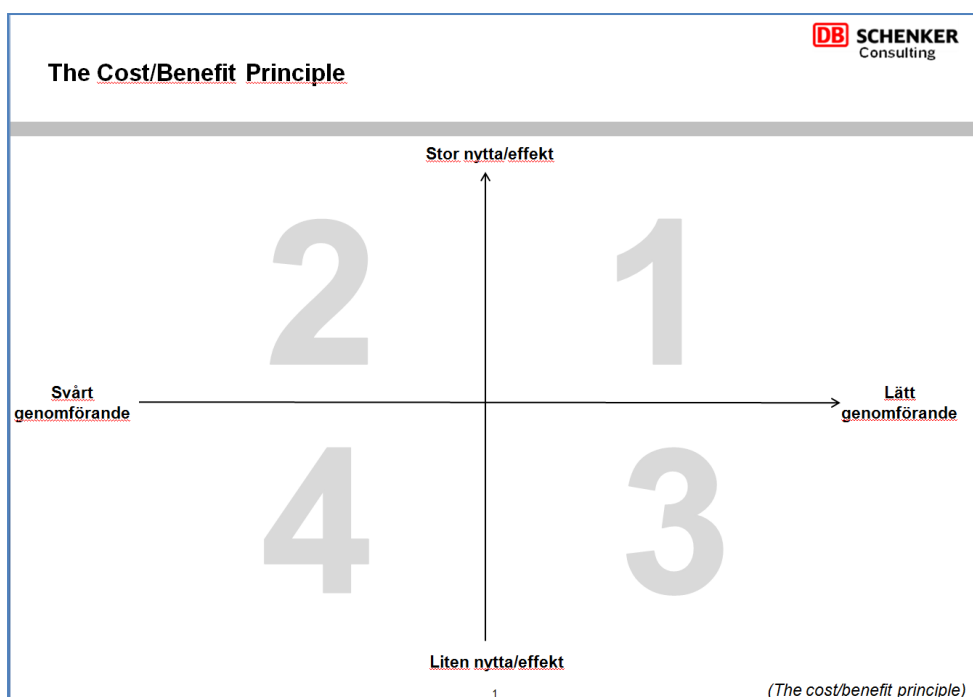 DB SCHENKER
Consulting
The Cost/Benefit Principle
Stor nytta/effekt
2 1
Svårt
genomförande
Lätt
genomförande
4 3
Liten nytta/effekt
1
(The cost/benefit principle)